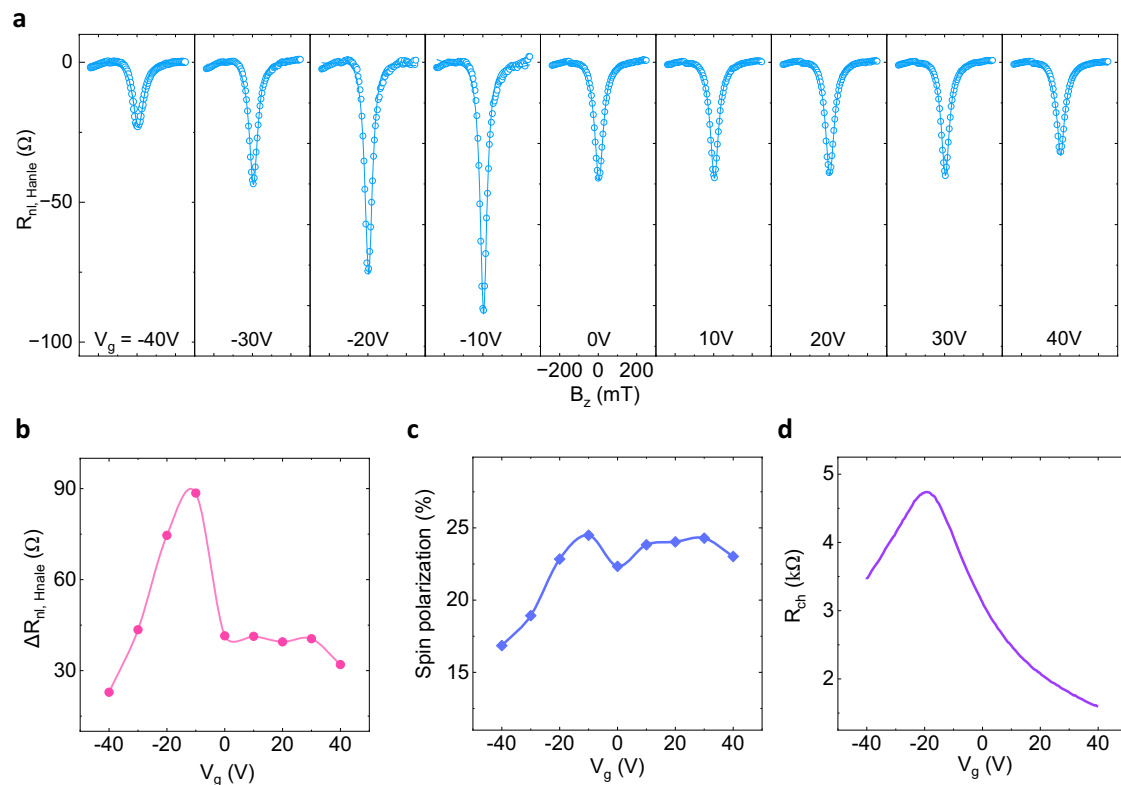 a
R_nl, Hanle (Ω)
0
−50
−100
V_g = -40V
-30V
-20V
-10V
0V
10V
20V
30V
40V
−200 0 200
B_z (mT)
b
ΔR_nl, Hnale (Ω)
90
60
30
-40 -20 0 20 40
V_g (V)
c
Spin polarization (%)
25
20
15
-40 -20 0 20 40
V_g (V)
d
R_ch (kΩ)
5
4
3
2
-40 -20 0 20 40
V_g (V)